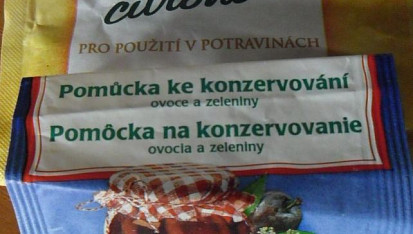 PRO POUŽITÍ V POTRAVINÁCH
Pomůcka ke konzervování
ovoce a zeleniny
Pomôcka na konzervovanie
ovocia a zeleniny